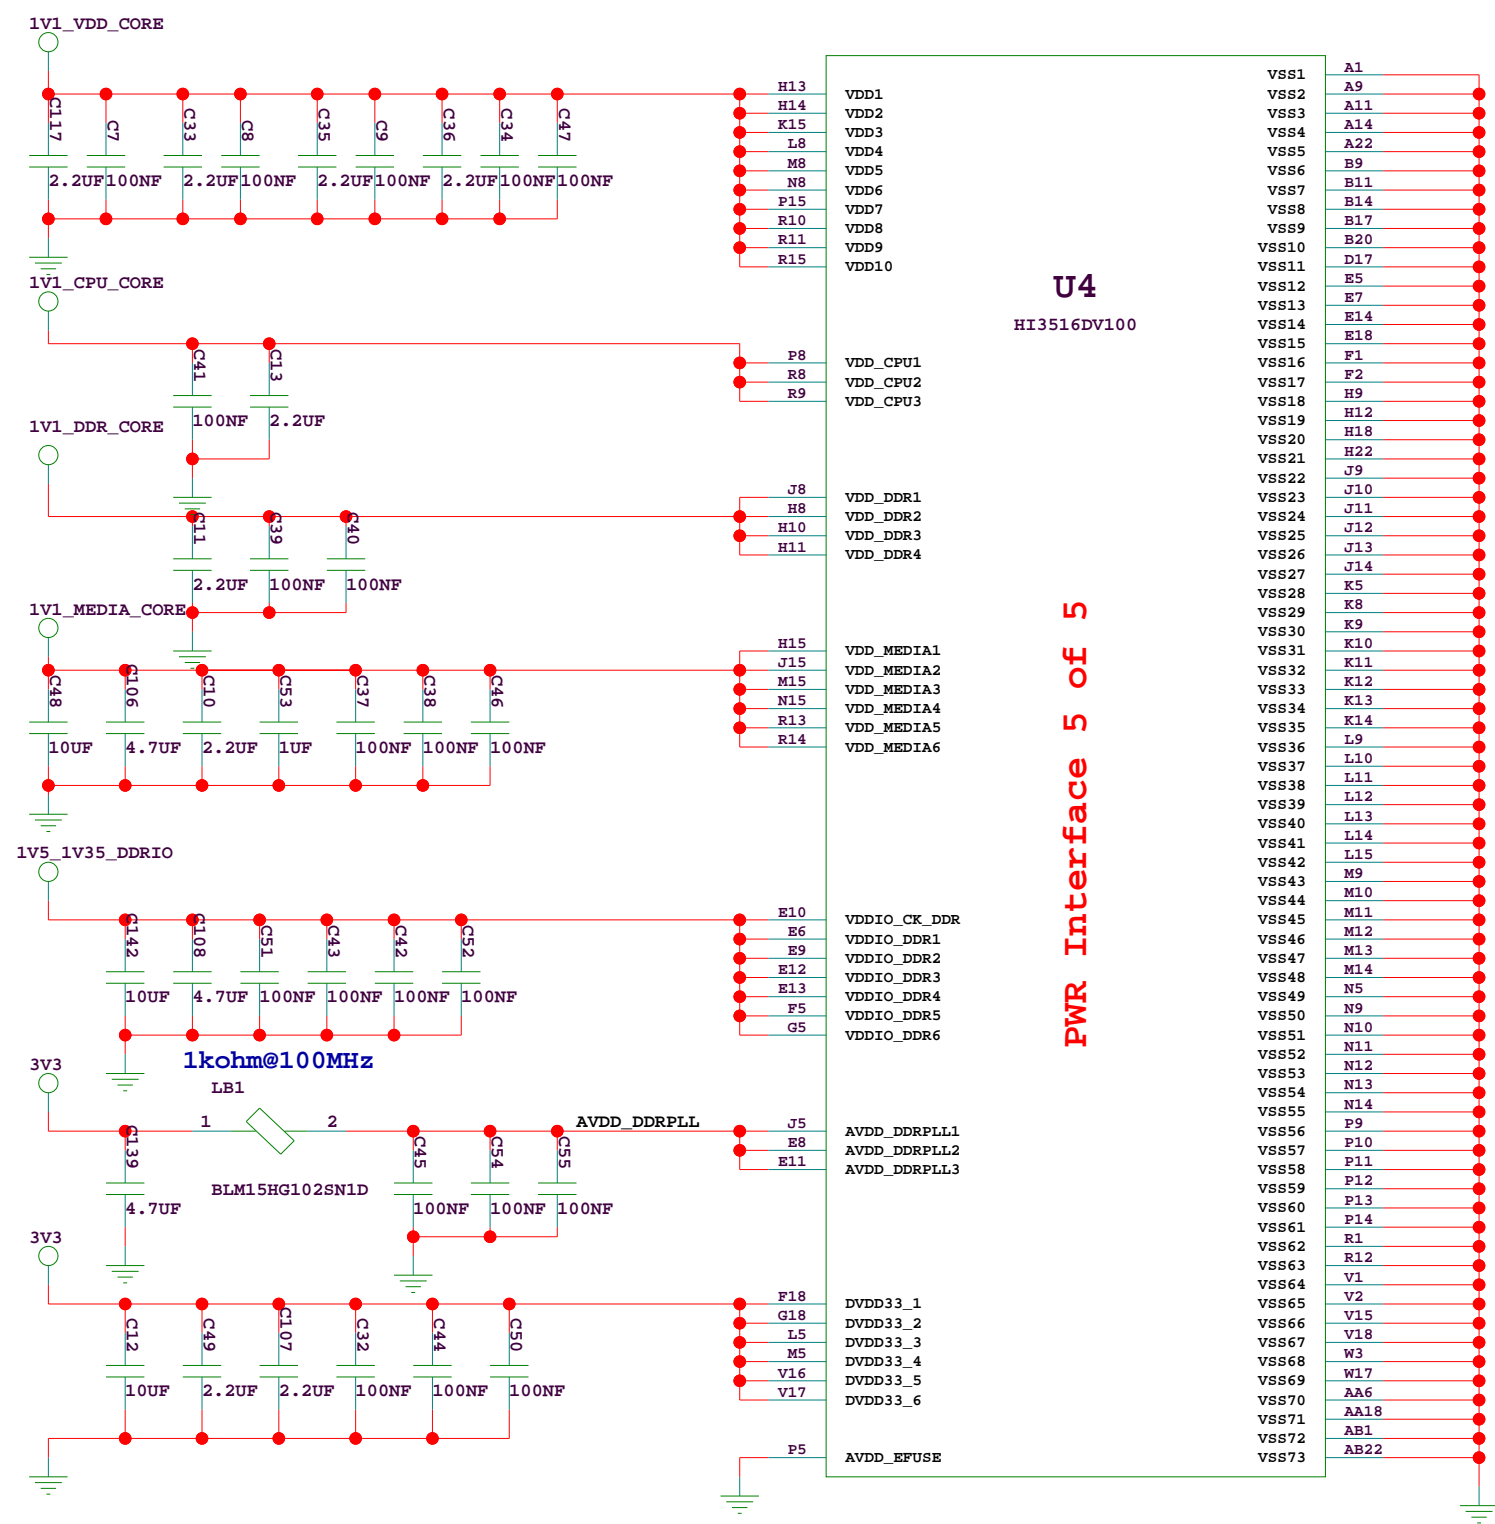 1V1_VDD_CORE
C117 C7 C33 C8 C35 C9 C36 C34 C47
2.2UF 100NF 2.2UF 100NF 2.2UF 100NF 2.2UF 100NF 100NF
1V1_CPU_CORE
C41 C13
100NF 2.2UF
1V1_DDR_CORE
C11 C39 C40
2.2UF 100NF 100NF
1V1_MEDIA_CORE
C48 C106 C10 C53 C37 C38 C46
10UF 4.7UF 2.2UF 1UF 100NF 100NF 100NF
1V5_1V35_DDRIO
C142 C108 C51 C43 C42 C52
10UF 4.7UF 100NF 100NF 100NF 100NF
1kohm@100MHz
3V3
LB1
1 2
AVDD_DDRPLL
C139 C45 C54 C55
BLM15HG102SN1D
4.7UF 100NF 100NF 100NF
3V3
C12 C49 C107 C32 C44 C50
10UF 2.2UF 2.2UF 100NF 100NF 100NF
H13 VDD1
H14 VDD2
K15 VDD3
L8 VDD4
M8 VDD5
N8 VDD6
P15 VDD7
R10 VDD8
R11 VDD9
R15 VDD10
P8 VDD_CPU1
R8 VDD_CPU2
R9 VDD_CPU3
J8 VDD_DDR1
H8 VDD_DDR2
H10 VDD_DDR3
H11 VDD_DDR4
H15 VDD_MEDIA1
J15 VDD_MEDIA2
M15 VDD_MEDIA3
N15 VDD_MEDIA4
R13 VDD_MEDIA5
R14 VDD_MEDIA6
E10 VDDIO_CK_DDR
E6 VDDIO_DDR1
E9 VDDIO_DDR2
E12 VDDIO_DDR3
E13 VDDIO_DDR4
F5 VDDIO_DDR5
G5 VDDIO_DDR6
J5 AVDD_DDRPLL1
E8 AVDD_DDRPLL2
E11 AVDD_DDRPLL3
F18 DVDD33_1
G18 DVDD33_2
L5 DVDD33_3
M5 DVDD33_4
V16 DVDD33_5
V17 DVDD33_6
P5 AVDD_EFUSE
U4
HI3516DV100
PWR Interface 5 of 5
VSS1 A1
VSS2 A9
VSS3 A11
VSS4 A14
VSS5 A22
VSS6 B9
VSS7 B11
VSS8 B14
VSS9 B17
VSS10 B20
VSS11 D17
VSS12 E5
VSS13 E7
VSS14 E14
VSS15 E18
VSS16 F1
VSS17 F2
VSS18 H9
VSS19 H12
VSS20 H18
VSS21 H22
VSS22 J9
VSS23 J10
VSS24 J11
VSS25 J12
VSS26 J13
VSS27 J14
VSS28 K5
VSS29 K8
VSS30 K9
VSS31 K10
VSS32 K11
VSS33 K12
VSS34 K13
VSS35 K14
VSS36 L9
VSS37 L10
VSS38 L11
VSS39 L12
VSS40 L13
VSS41 L14
VSS42 L15
VSS43 M9
VSS44 M10
VSS45 M11
VSS46 M12
VSS47 M13
VSS48 M14
VSS49 N5
VSS50 N9
VSS51 N10
VSS52 N11
VSS53 N12
VSS54 N13
VSS55 N14
VSS56 P9
VSS57 P10
VSS58 P11
VSS59 P12
VSS60 P13
VSS61 P14
VSS62 R1
VSS63 R12
VSS64 V1
VSS65 V2
VSS66 V15
VSS67 V18
VSS68 W3
VSS69 W17
VSS70 AA6
VSS71 AA18
VSS72 AB1
VSS73 AB22